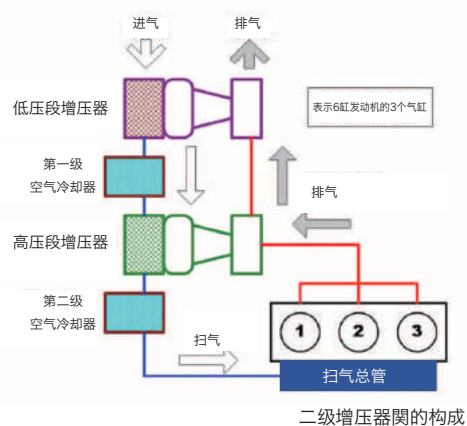 进气
排气
低压段增压器
表示6缸发动机的3个气缸
第一级
空气冷却器
排气
高压段增压器
第二级
空气冷却器
扫气
1 2 3
扫气总管
二级增压器関的构成